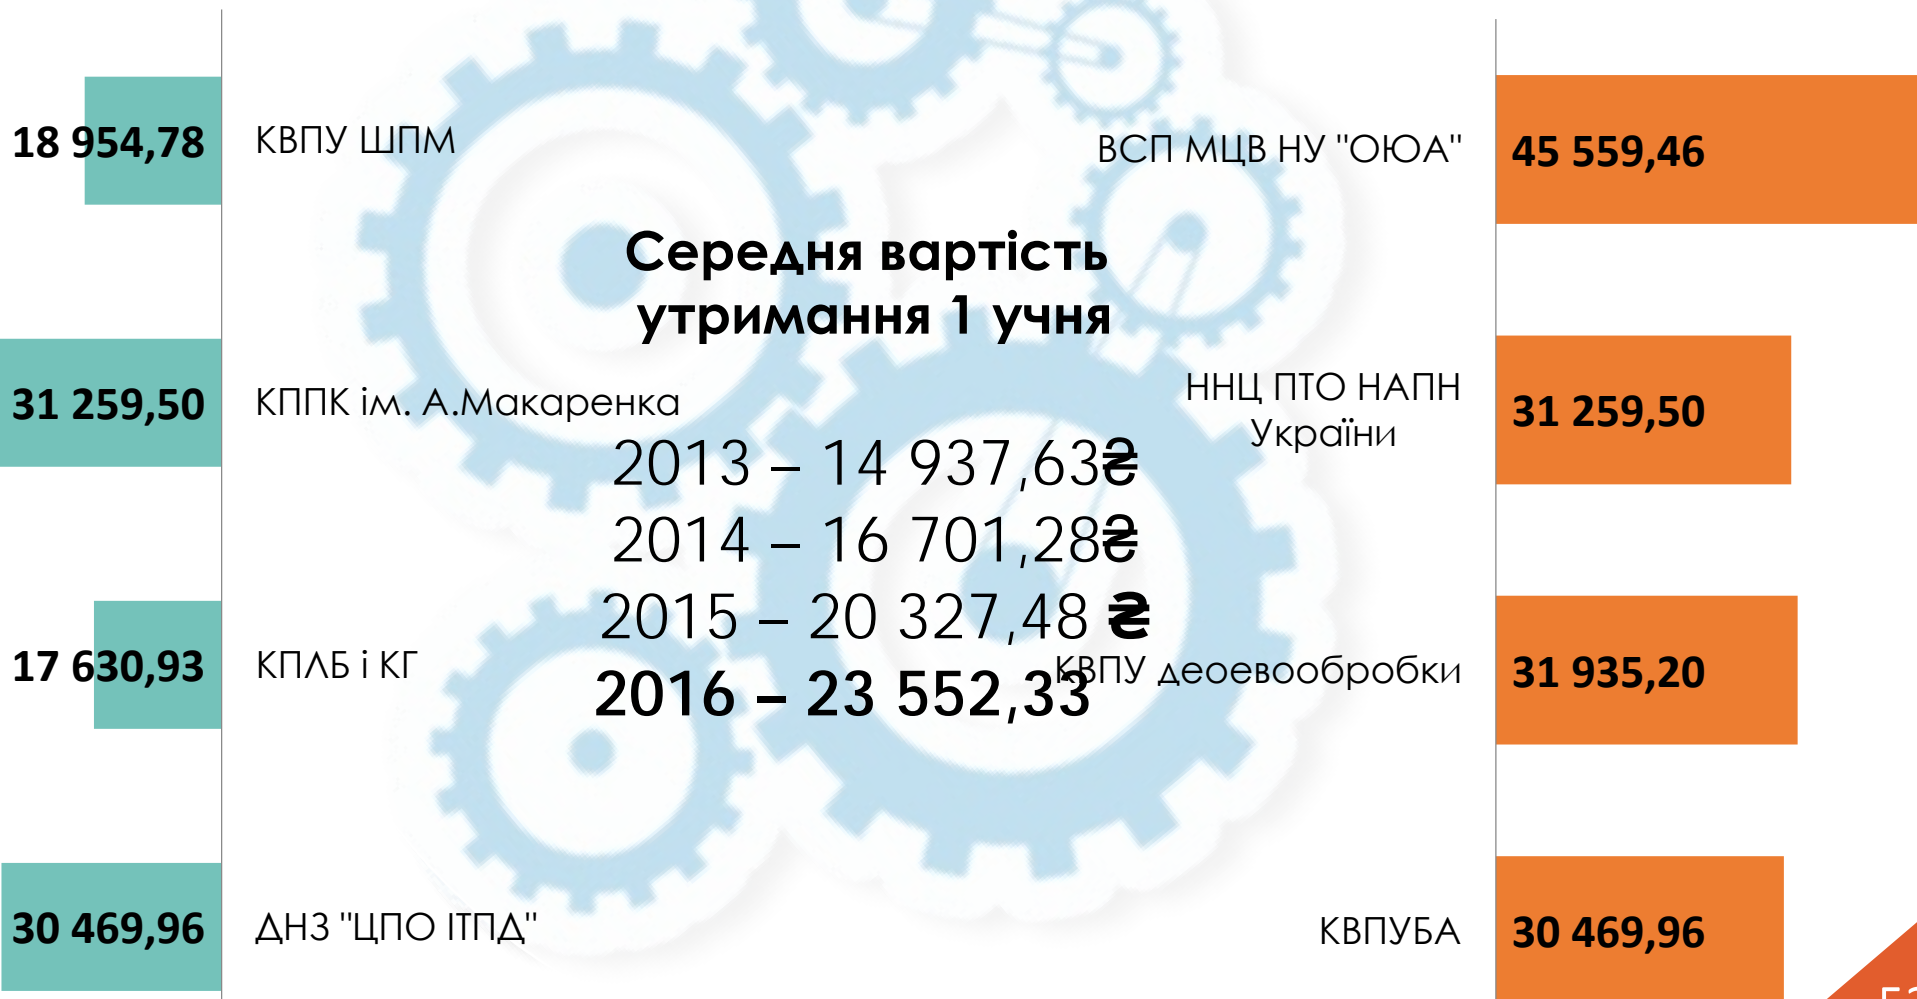 18 954,78
КВПУ ШПМ
31 259,50
КППК ім. А.Макаренка
17 630,93
КПЛБ і КГ
30 469,96
ДНЗ "ЦПО ІТПД"
Середня вартість
утримання 1 учня
2013 – 14 937,63₴
2014 – 16 701,28₴
2015 – 20 327,48 ₴
2016 – 23 552,33
ВСП МЦВ НУ "ОЮА"
45 559,46
ННЦ ПТО НАПН
України
31 259,50
КВПУ деоевообробки
31 935,20
КВПУБА
30 469,96